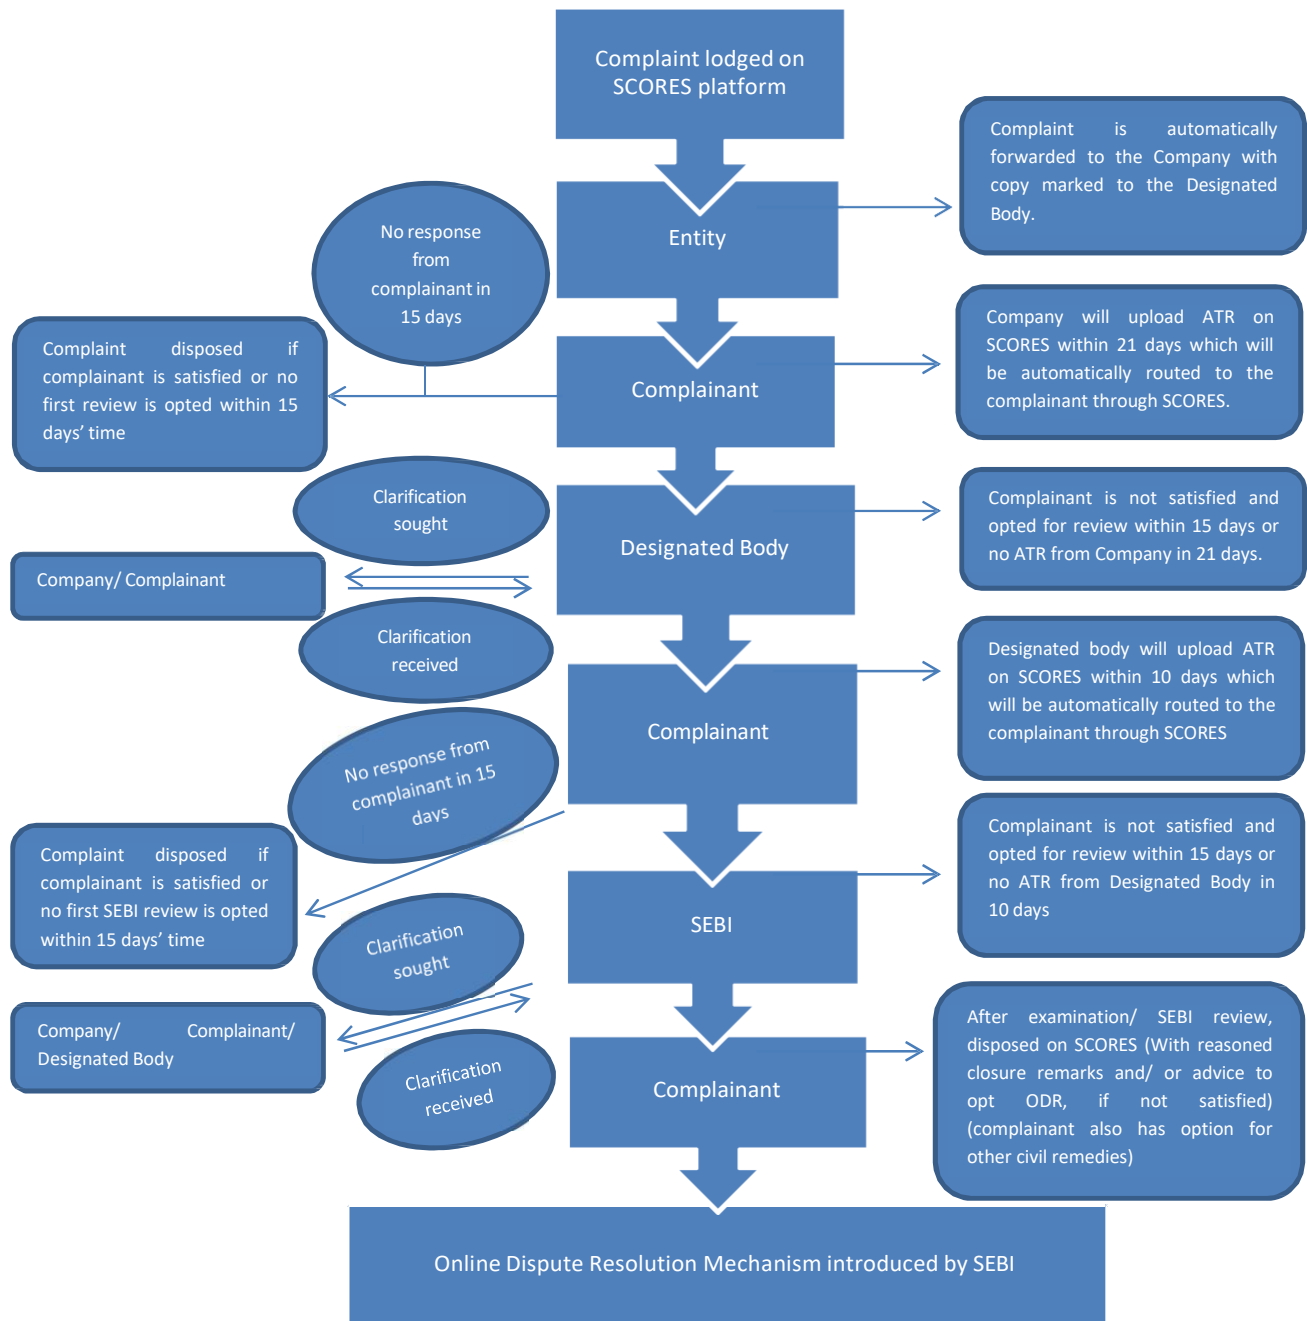 Complaint lodged on
SCORES platform
Complaint is automatically
forwarded to the Company with
copy marked to the Designated
Body.
Entity
No response
from
complainant in
15 days
Company will upload ATR on
SCORES within 21 days which will
be automatically routed to the
complainant through SCORES.
Complaint disposed if
complainant is satisfied or no
first review is opted within 15
days’ time
Complainant
Clarification
sought
Complainant is not satisfied and
opted for review within 15 days or
no ATR from Company in 21 days.
Designated Body
Company/ Complainant
Clarification
received
Designated body will upload ATR
on SCORES within 10 days which
will be automatically routed to the
complainant through SCORES
Complainant
No response from
complainant in 15
days
Complainant is not satisfied and
opted for review within 15 days or
no ATR from Designated Body in
10 days
Complaint disposed if
complainant is satisfied or
no first SEBI review is opted
within 15 days’ time
SEBI
Clarification
sought
Company/ Complainant/
Designated Body
Clarification
received
After examination/ SEBI review,
disposed on SCORES (With reasoned
closure remarks and/ or advice to
opt ODR, if not satisfied)
(complainant also has option for
other civil remedies)
Complainant
Online Dispute Resolution Mechanism introduced by SEBI